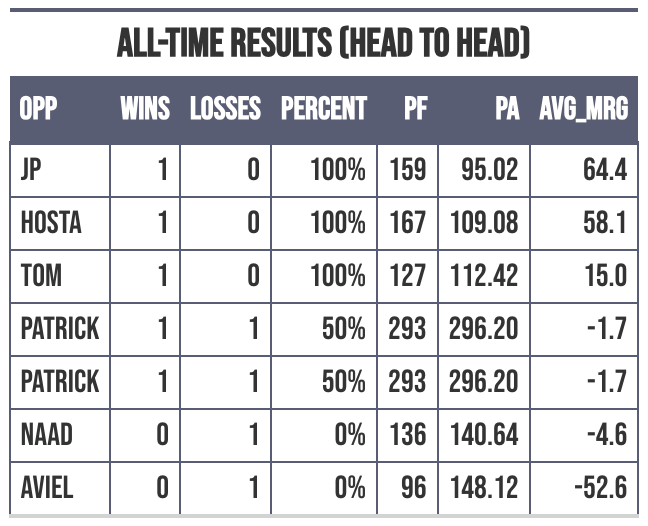 ALL-TIME RESULTS (HEAD TO HEAD)
OPP WINS LOSSES PERCENT PF PA AVG_MRG
JP 1 0 100% 159 95.02 64.4
HOSTA 1 0 100% 167 109.08 58.1
TOM 1 0 100% 127 112.42 15.0
PATRICK 1 1 50% 293 296.20 -1.7
PATRICK 1 1 50% 293 296.20 -1.7
NAAD 0 1 0% 136 140.64 -4.6
AVIEL 0 1 0% 96 148.12 -52.6